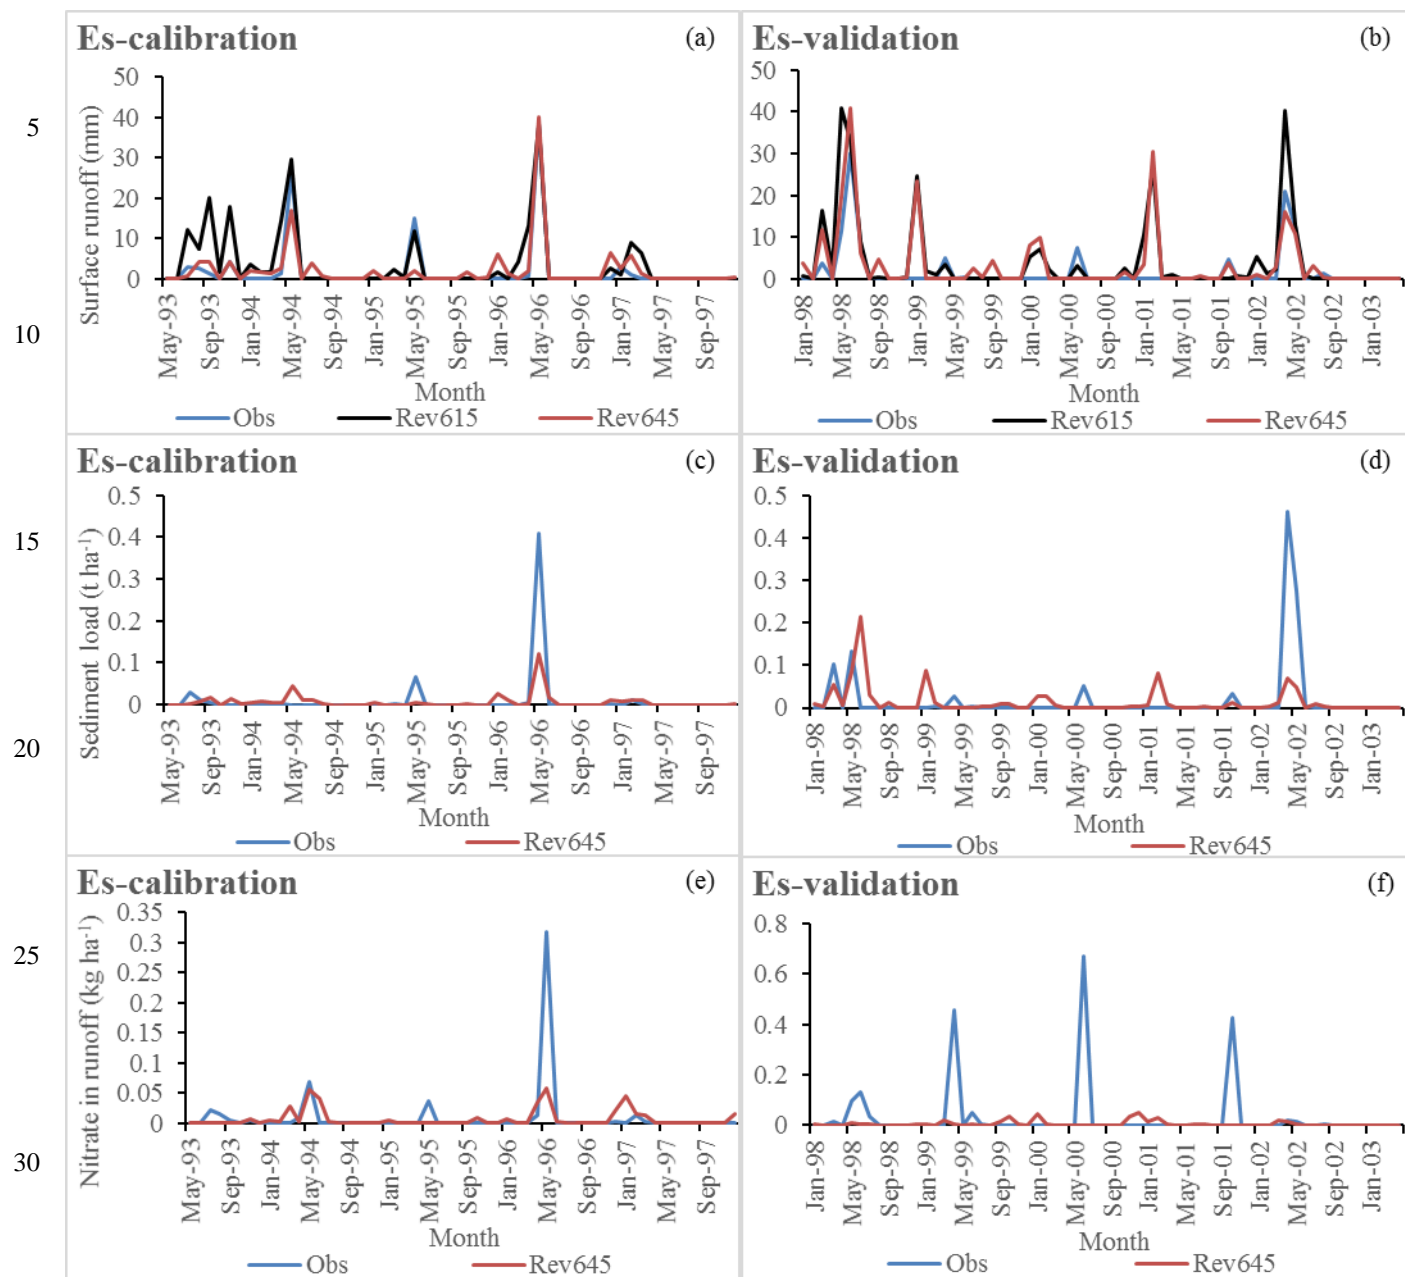 5
10
15
20
25
30
Es-calibration
(a)
Surface runoff (mm)
50
40
30
20
10
0
May-93
Sep-93
Jan-94
May-94
Sep-94
Jan-95
May-95
Sep-95
Jan-96
May-96
Sep-96
Jan-97
May-97
Sep-97
Month
Obs
Rev615
Rev645
Es-validation
(b)
50
40
30
20
10
0
Jan-98
May-98
Sep-98
Jan-99
May-99
Sep-99
Jan-00
May-00
Sep-00
Jan-01
May-01
Sep-01
Jan-02
May-02
Sep-02
Jan-03
Month
Obs
Rev615
Rev645
Es-calibration
(c)
Sediment load (t ha⁻¹)
0.5
0.4
0.3
0.2
0.1
0
May-93
Sep-93
Jan-94
May-94
Sep-94
Jan-95
May-95
Sep-95
Jan-96
May-96
Sep-96
Jan-97
May-97
Sep-97
Month
Obs
Rev645
Es-validation
(d)
0.5
0.4
0.3
0.2
0.1
0
Jan-98
May-98
Sep-98
Jan-99
May-99
Sep-99
Jan-00
May-00
Sep-00
Jan-01
May-01
Sep-01
Jan-02
May-02
Sep-02
Jan-03
Month
Obs
Rev645
Es-calibration
(e)
Nitrate in runoff (kg ha⁻¹)
0.35
0.3
0.25
0.2
0.15
0.1
0.05
0
May-93
Sep-93
Jan-94
May-94
Sep-94
Jan-95
May-95
Sep-95
Jan-96
May-96
Sep-96
Jan-97
May-97
Sep-97
Month
Obs
Rev645
Es-validation
(f)
0.8
0.6
0.4
0.2
0
Jan-98
May-98
Sep-98
Jan-99
May-99
Sep-99
Jan-00
May-00
Sep-00
Jan-01
May-01
Sep-01
Jan-02
May-02
Sep-02
Jan-03
Month
Obs
Rev645